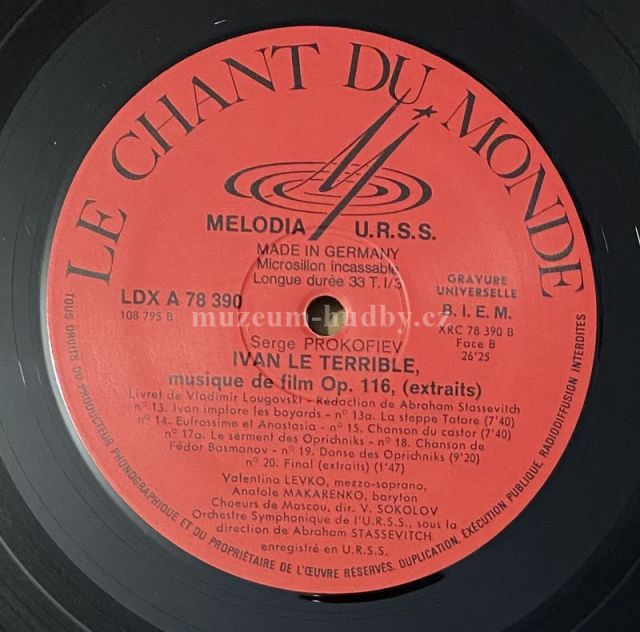 LE CHANT DU MONDE
MELODIA U.R.S.S.
MADE IN GERMANY
Microsillon incassable
Longue durée 33 T.1/3
LDX A 78 390
108 795 B
GRAVURE
UNIVERSELLE
B. I. E. M.
XRC 78 390 B
Face B
26'25
muzeum-hudby.cz
Serge PROKOFIEV
IVAN LE TERRIBLE,
musique de film Op. 116, (extraits)
Livret de Vladimir Lougovski - Rédaction de Abraham Stassevitch
n° 13. Ivan implore les boyards - n° 13a. La steppe Tatare (7'40)
n° 14. Eufrossime et Anastasia - n° 15. Chanson du castor (7'40)
n° 17a. Le serment des Oprichniks - n° 18. Chanson de
Fédor Basmanov - n° 19. Danse des Oprichniks (9'20)
n° 20. Final (extraits) (1'47)
Valentina LEVKO, mezzo-soprano,
Anatole MAKARENKO, baryton
Chœurs de Moscou, dir. V. SOKOLOV
Orchestre Symphonique de l'U.R.S.S., sous la
direction de Abraham STASSEVITCH
enregistré en U.R.S.S.
TOUS DROITS DU PRODUCTEUR PHONOGRAPHIQUE ET DU PROPRIÉTAIRE DE L'ŒUVRE RÉSERVÉS. DUPLICATION, EXÉCUTION PUBLIQUE, RADIODIFFUSION INTERDITES